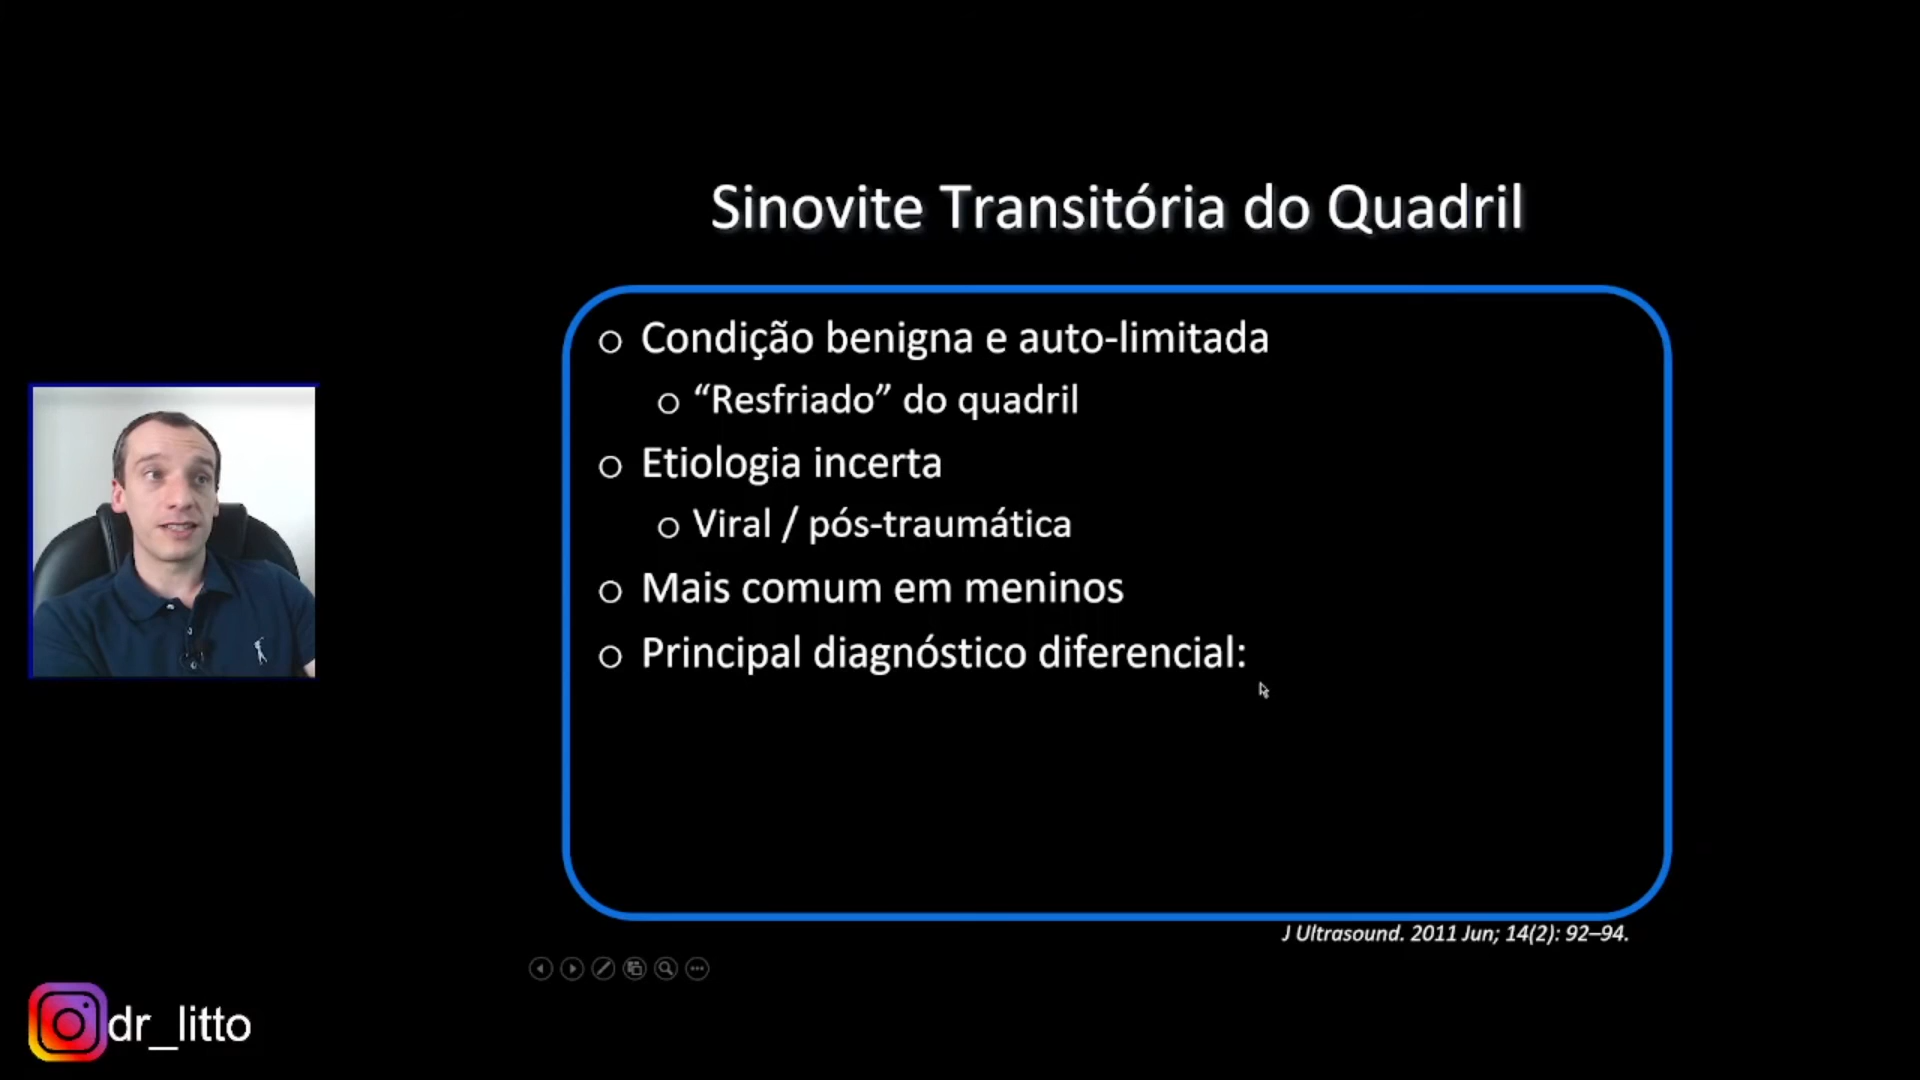 Sinovite Transitória do Quadril
Condição benigna e auto-limitada
“Resfriado” do quadril
Etiologia incerta
Viral / pós-traumática
Mais comum em meninos
Principal diagnóstico diferencial:
J Ultrasound. 2011 Jun; 14(2): 92–94.
dr_litto